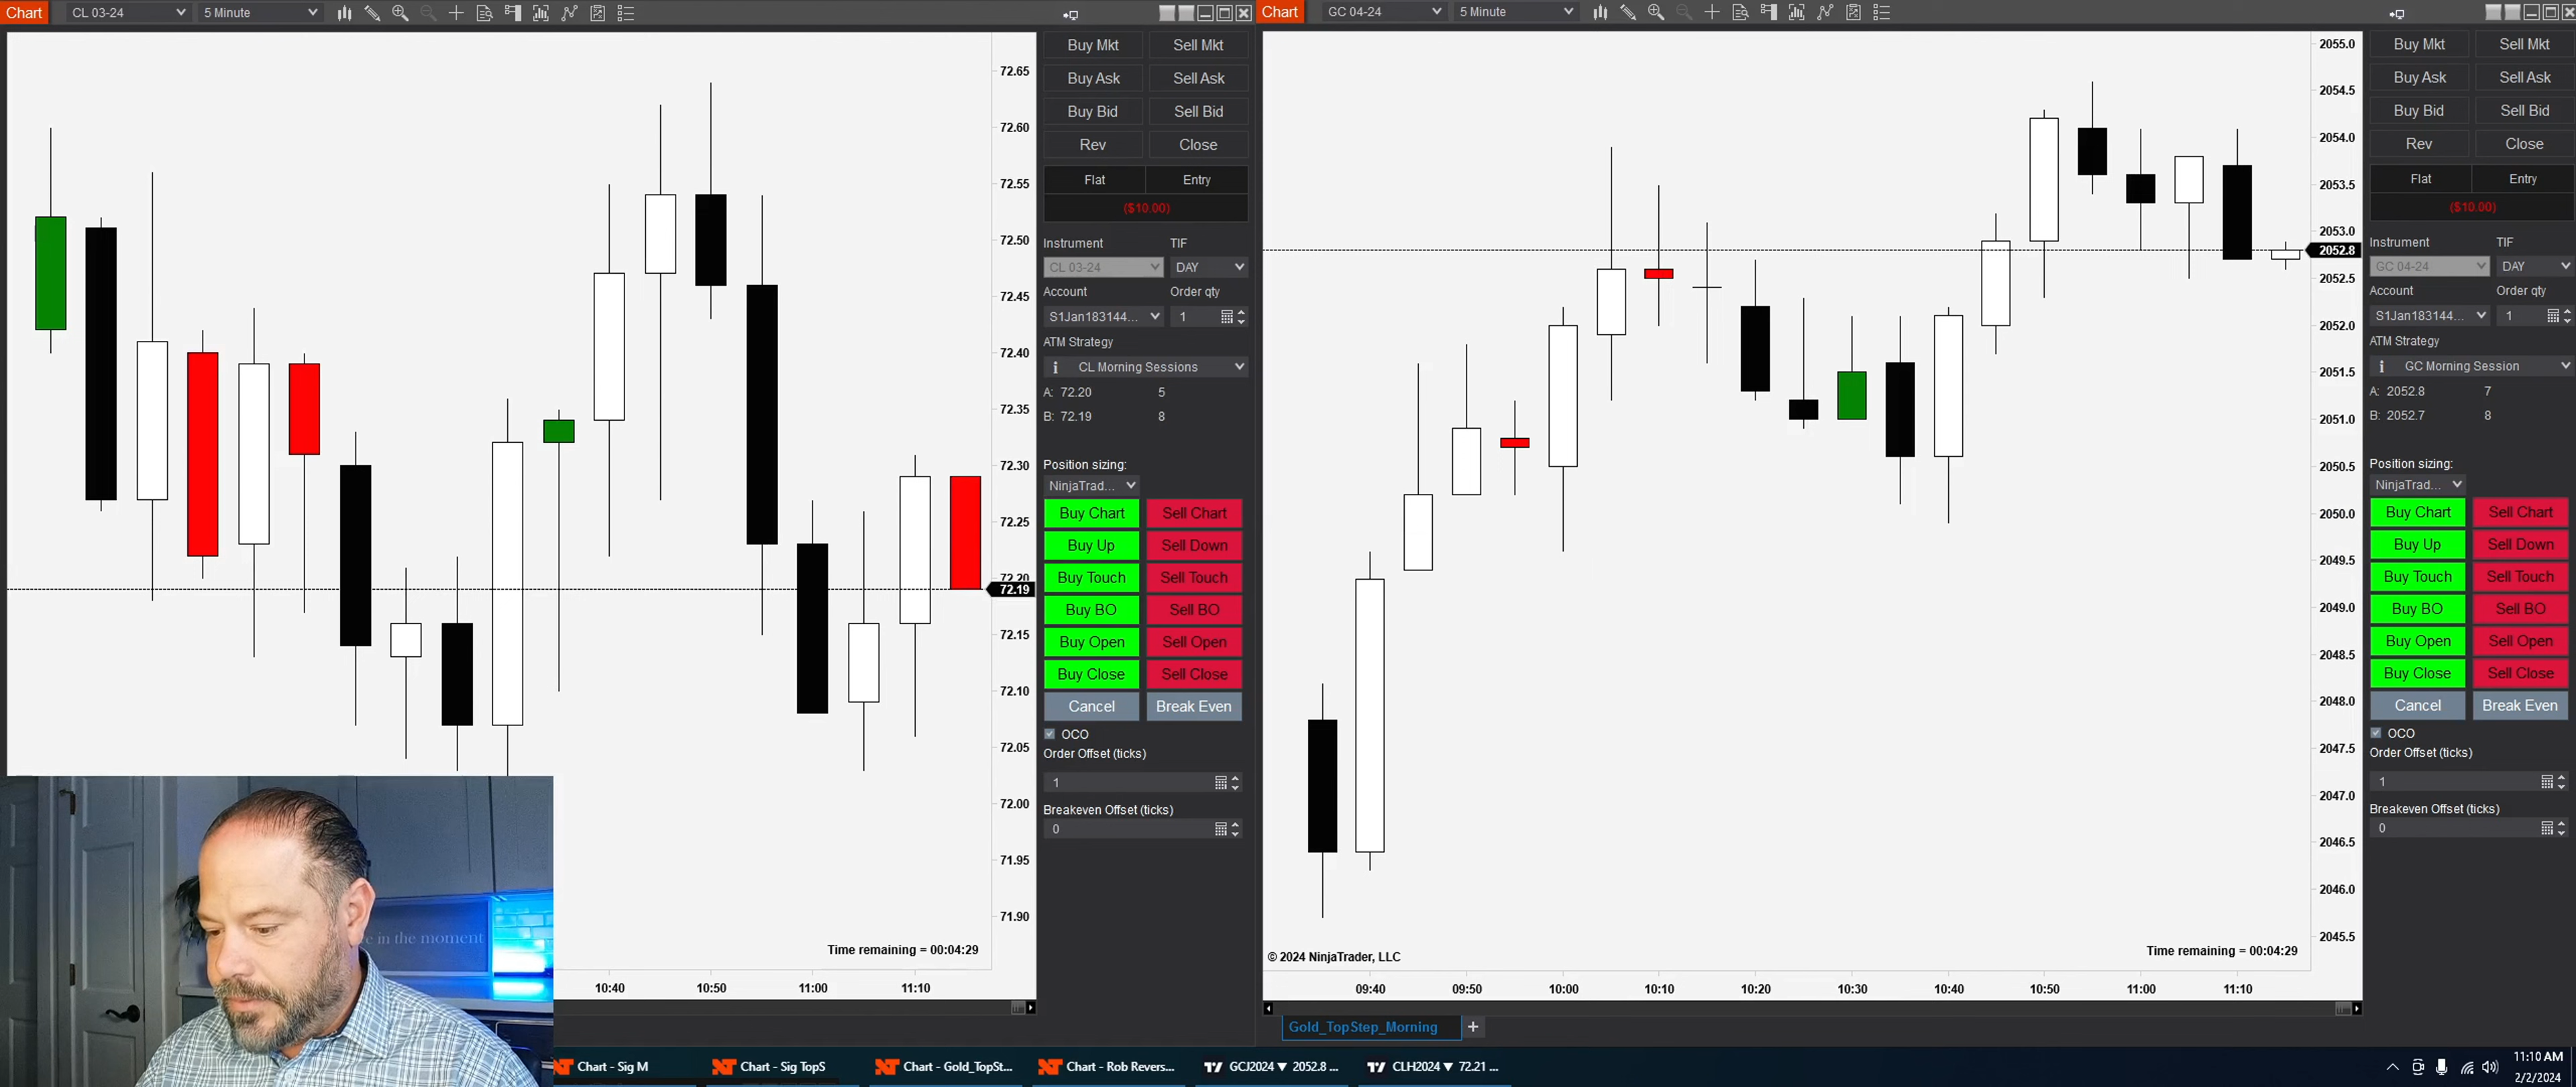 Chart
CL 03-24
5 Minute
72.65
72.60
72.55
72.50
72.45
72.40
72.35
72.30
72.25
72.20
72.19
72.15
72.10
72.05
72.00
71.95
71.90
Time remaining = 00:04:29
10:40
10:50
11:00
11:10
Buy Mkt
Sell Mkt
Buy Ask
Sell Ask
Buy Bid
Sell Bid
Rev
Close
Flat
Entry
($10.00)
Instrument
TIF
CL 03-24
DAY
Account
Order qty
S1Jan183144...
1
ATM Strategy
CL Morning Sessions
A: 72.20
5
B: 72.19
8
Position sizing:
NinjaTrad...
Buy Chart
Sell Chart
Buy Up
Sell Down
Buy Touch
Sell Touch
Buy BO
Sell BO
Buy Open
Sell Open
Buy Close
Sell Close
Cancel
Break Even
OCO
Order Offset (ticks)
1
Breakeven Offset (ticks)
0
Chart
GC 04-24
5 Minute
2055.0
2054.5
2054.0
2053.5
2053.0
2052.8
2052.5
2052.0
2051.5
2051.0
2050.5
2050.0
2049.5
2049.0
2048.5
2048.0
2047.5
2047.0
2046.5
2046.0
2045.5
© 2024 NinjaTrader, LLC
Time remaining = 00:04:29
09:40
09:50
10:00
10:10
10:20
10:30
10:40
10:50
11:00
11:10
Gold_TopStep_Morning
+
Buy Mkt
Sell Mkt
Buy Ask
Sell Ask
Buy Bid
Sell Bid
Rev
Close
Flat
Entry
($10.00)
Instrument
TIF
GC 04-24
DAY
Account
Order qty
S1Jan183144...
1
ATM Strategy
GC Morning Session
A: 2052.8
7
B: 2052.7
8
Position sizing:
NinjaTrad...
Buy Chart
Sell Chart
Buy Up
Sell Down
Buy Touch
Sell Touch
Buy BO
Sell BO
Buy Open
Sell Open
Buy Close
Sell Close
Cancel
Break Even
OCO
Order Offset (ticks)
1
Breakeven Offset (ticks)
0
in the moment
Chart - Sig M
Chart - Sig TopS
Chart - Gold_TopSt...
Chart - Rob Revers...
GCJ2024 ▼ 2052.8 ...
CLH2024 ▼ 72.21 ...
11:10 AM
2/2/2024